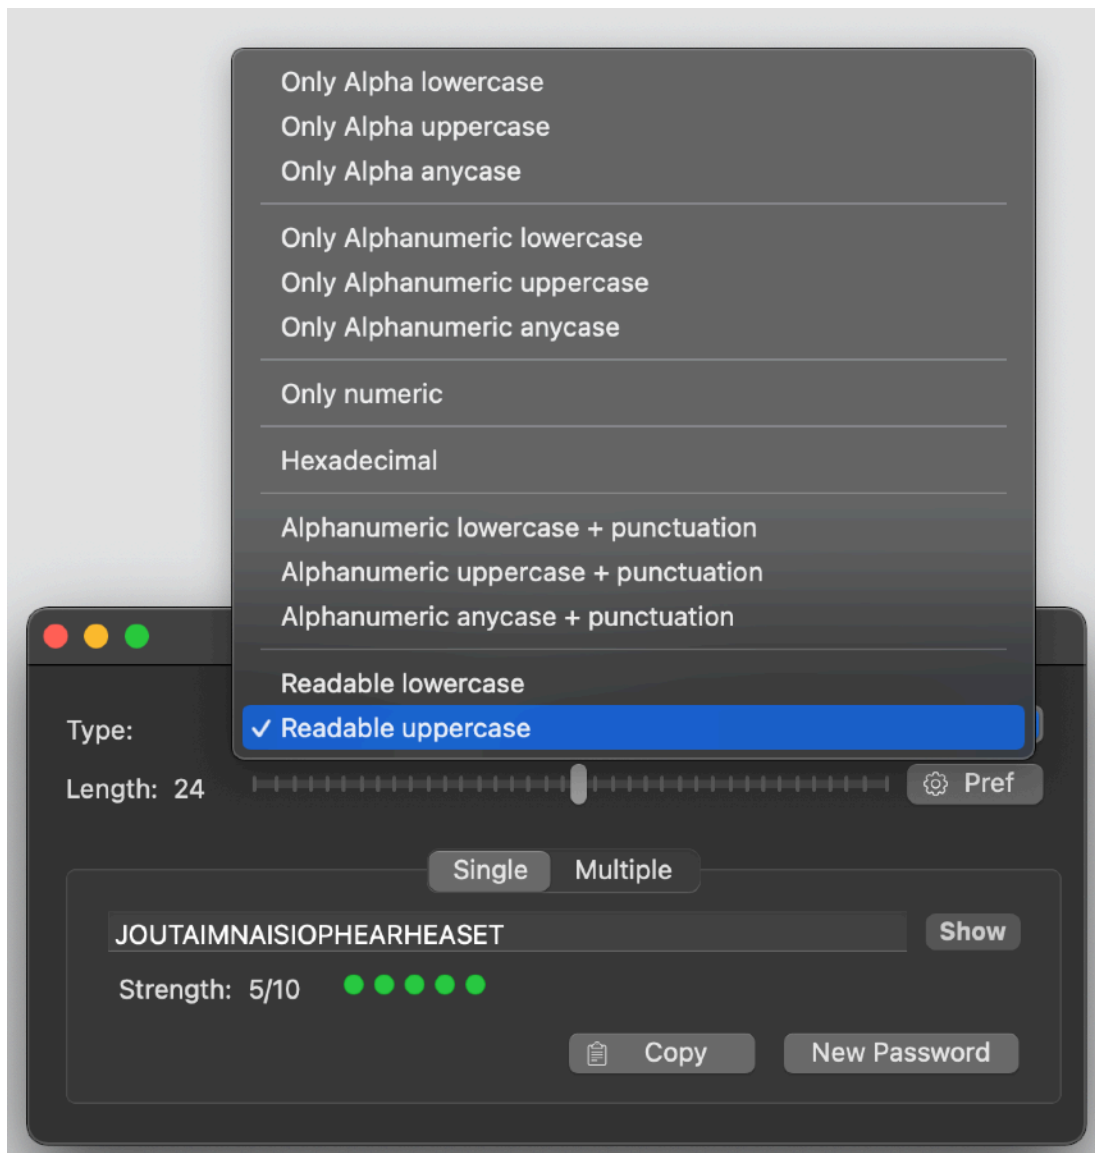 Only Alpha lowercase
Only Alpha uppercase
Only Alpha anycase
Only Alphanumeric lowercase
Only Alphanumeric uppercase
Only Alphanumeric anycase
Only numeric
Hexadecimal
Alphanumeric lowercase + punctuation
Alphanumeric uppercase + punctuation
Alphanumeric anycase + punctuation
Readable lowercase
Type: ✓ Readable uppercase
Length: 24 Pref
Single Multiple
JOUTAIMNAISIOPHEARHEASET Show
Strength: 5/10
Copy New Password